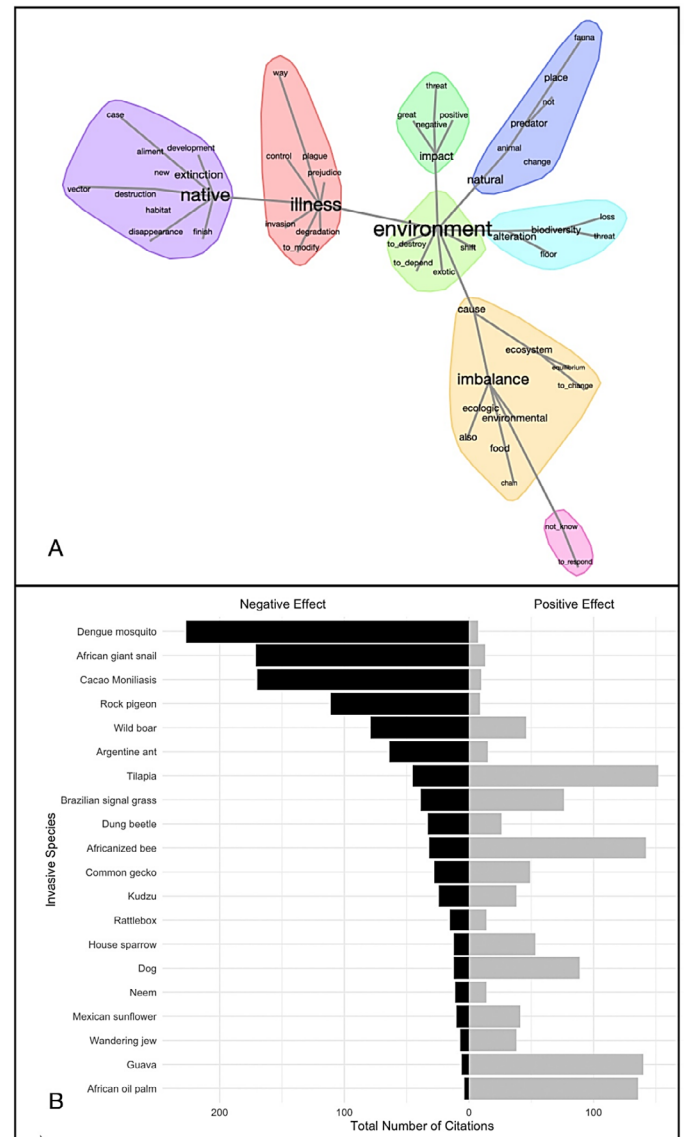 fauna
way
place
threat
not
case
great
positive
negative
predator
development
animal
aliment
control
plague
impact
change
new
extinction
prejudice
natural
vector
destruction
native
illness
loss
habitat
invasion
environment
alteration
biodiversity
threat
disappearance
finish
degradation
to_destroy
shift
to_modify
floor
to_depend
exotic
cause
ecosystem
equilibrium
imbalance
to_change
ecologic
environmental
also
food
chain
not_know
A
to_respond
Negative Effect
Positive Effect
Dengue mosquito
African giant snail
Cacao Moniliasis
Rock pigeon
Wild boar
Argentine ant
Tilapia
Brazilian signal grass
Dung beetle
Africanized bee
Common gecko
Kudzu
Rattlebox
House sparrow
Dog
Neem
Mexican sunflower
Wandering jew
Guava
African oil palm
Invasive Species
B
200 100 0 100
Total Number of Citations